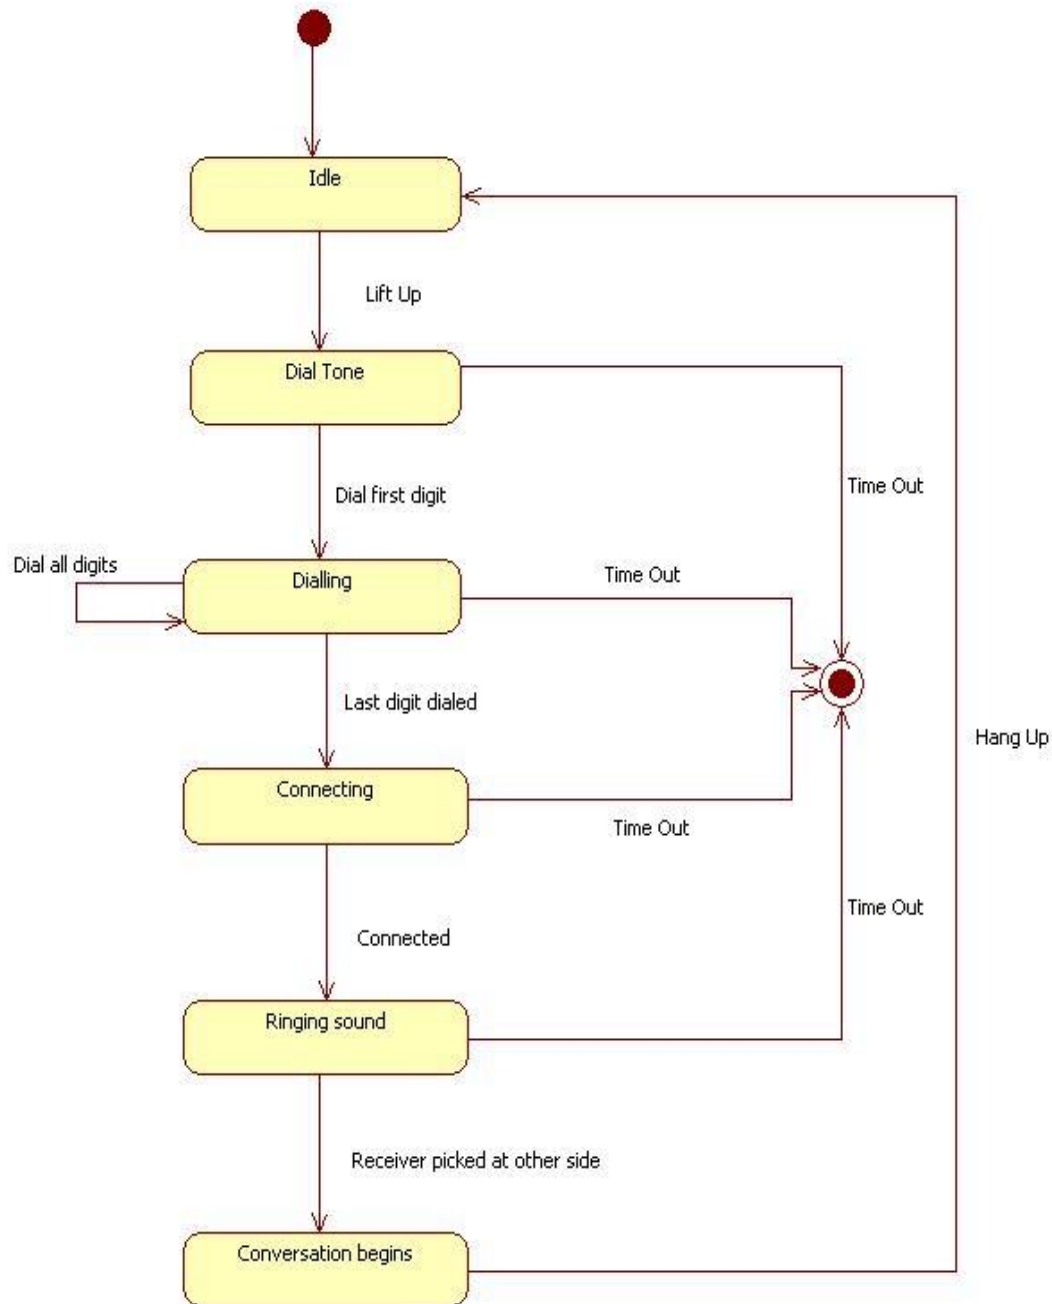 Idle
Lift Up
Dial Tone
Time Out
Dial first digit
Dial all digits
Dialling
Time Out
Last digit dialed
Hang Up
Connecting
Time Out
Time Out
Connected
Ringing sound
Receiver picked at other side
Conversation begins